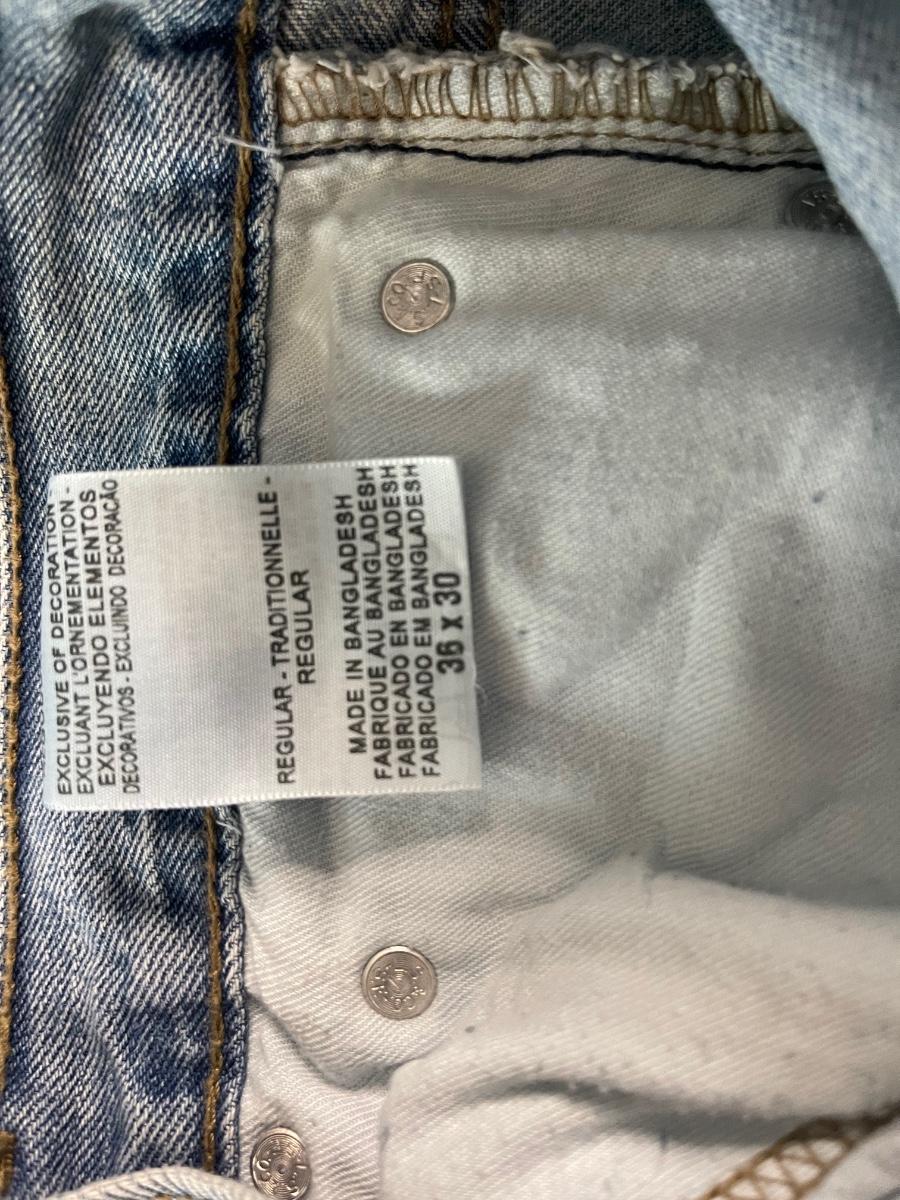 EXCLUSIVE OF DECORATION -
EXCLUANT L'ORNEMENTATION -
EXCLUYENDO ELEMENTOS
DECORATIVOS - EXCLUINDO DECORAÇÃO
REGULAR - TRADITIONNELLE -
REGULAR
MADE IN BANGLADESH
FABRIQUE AU BANGLADESH
FABRICADO EN BANGLADESH
FABRICADO EM BANGLADESH
36 x 30